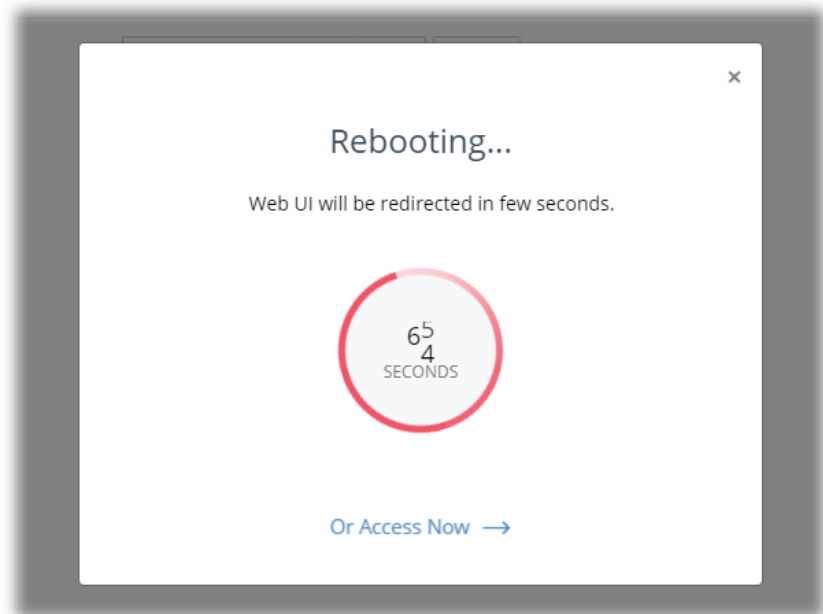 ×
Rebooting...
Web UI will be redirected in few seconds.
65
4
SECONDS
Or Access Now →